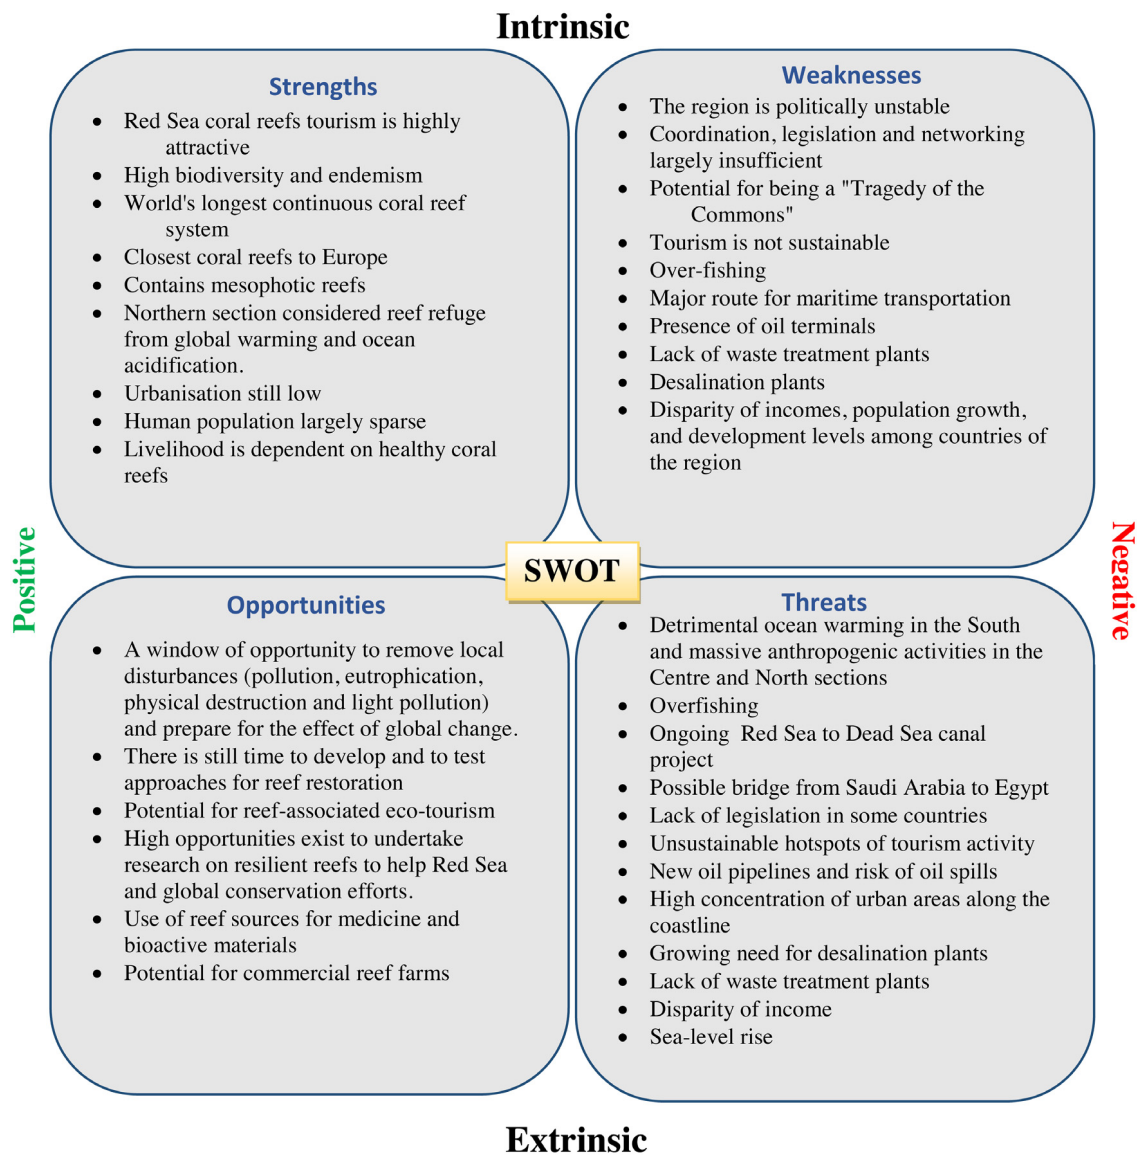 Intrinsic
Strengths
• Red Sea coral reefs tourism is highly
attractive
• High biodiversity and endemism
• World's longest continuous coral reef
system
• Closest coral reefs to Europe
• Contains mesophotic reefs
• Northern section considered reef refuge
from global warming and ocean
acidification.
• Urbanisation still low
• Human population largely sparse
• Livelihood is dependent on healthy coral
reefs
Weaknesses
• The region is politically unstable
• Coordination, legislation and networking
largely insufficient
• Potential for being a "Tragedy of the
Commons"
• Tourism is not sustainable
• Over-fishing
• Major route for maritime transportation
• Presence of oil terminals
• Lack of waste treatment plants
• Desalination plants
• Disparity of incomes, population growth,
and development levels among countries of
the region
Positive
SWOT
Negative
Opportunities
• A window of opportunity to remove local
disturbances (pollution, eutrophication,
physical destruction and light pollution)
and prepare for the effect of global change.
• There is still time to develop and to test
approaches for reef restoration
• Potential for reef-associated eco-tourism
• High opportunities exist to undertake
research on resilient reefs to help Red Sea
and global conservation efforts.
• Use of reef sources for medicine and
bioactive materials
• Potential for commercial reef farms
Threats
• Detrimental ocean warming in the South
and massive anthropogenic activities in the
Centre and North sections
• Overfishing
• Ongoing  Red Sea to Dead Sea canal
project
• Possible bridge from Saudi Arabia to Egypt
• Lack of legislation in some countries
• Unsustainable hotspots of tourism activity
• New oil pipelines and risk of oil spills
• High concentration of urban areas along the
coastline
• Growing need for desalination plants
• Lack of waste treatment plants
• Disparity of income
• Sea-level rise
Extrinsic